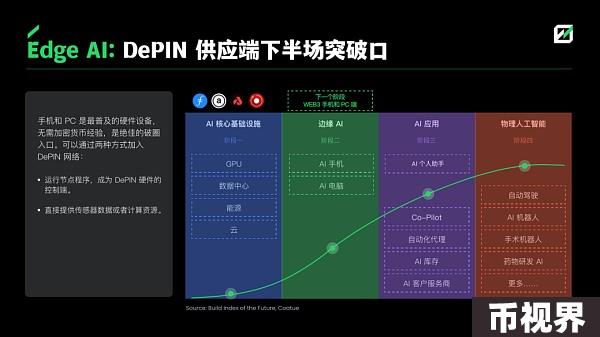 Edge AI: DePIN 供应端下半场突破口
手机和 PC 是最普及的硬件设备,
无需加密货币经验, 是绝佳的破圈
入口。可以通过两种方式加入
DePIN 网络:
• 运行节点程序, 成为 DePIN 硬件的
控制端。
• 直接提供传感器数据或者计算资源。
下一个阶段
WEB3 手机和 PC 端
AI 核心基础设施
阶段一
GPU
数据中心
能源
云
边缘 AI
阶段二
AI 手机
AI 电脑
AI 应用
阶段三
AI 个人助手
Co-Pilot
自动化代理
AI 库存
AI 客户服务商
物理人工智能
阶段四
自动驾驶
AI 机器人
手术机器人
药物研发 AI
更多……
Source: Build Index of the Future, Coatue
币视界